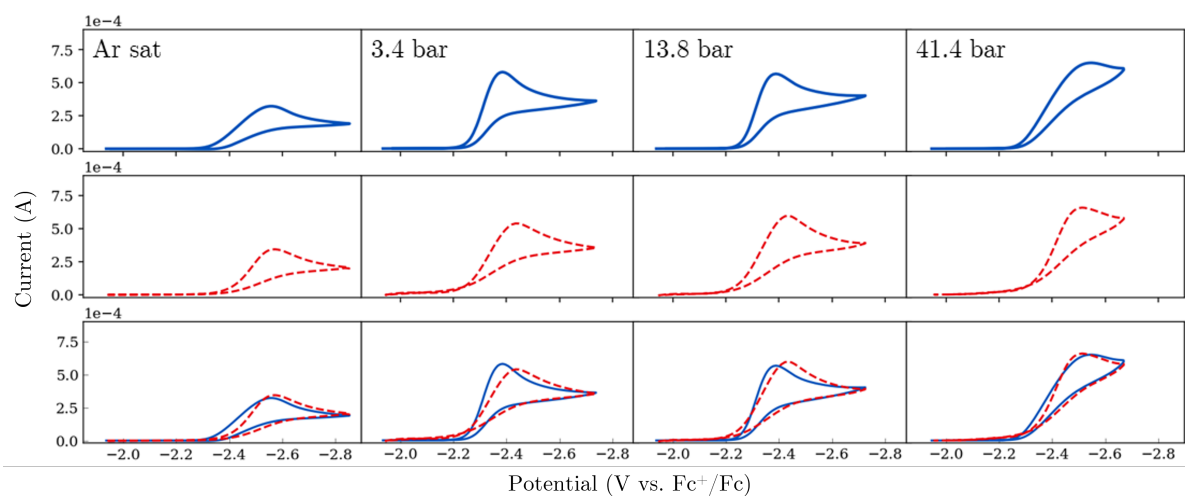 1e−4
Ar sat
3.4 bar
13.8 bar
41.4 bar
7.5
5.0
2.5
0.0
1e−4
7.5
5.0
2.5
0.0
Current (A)
1e−4
7.5
5.0
2.5
0.0
−2.0 −2.2 −2.4 −2.6 −2.8 −2.0 −2.2 −2.4 −2.6 −2.8 −2.0 −2.2 −2.4 −2.6 −2.8 −2.0 −2.2 −2.4 −2.6 −2.8
Potential (V vs. Fc⁺/Fc)